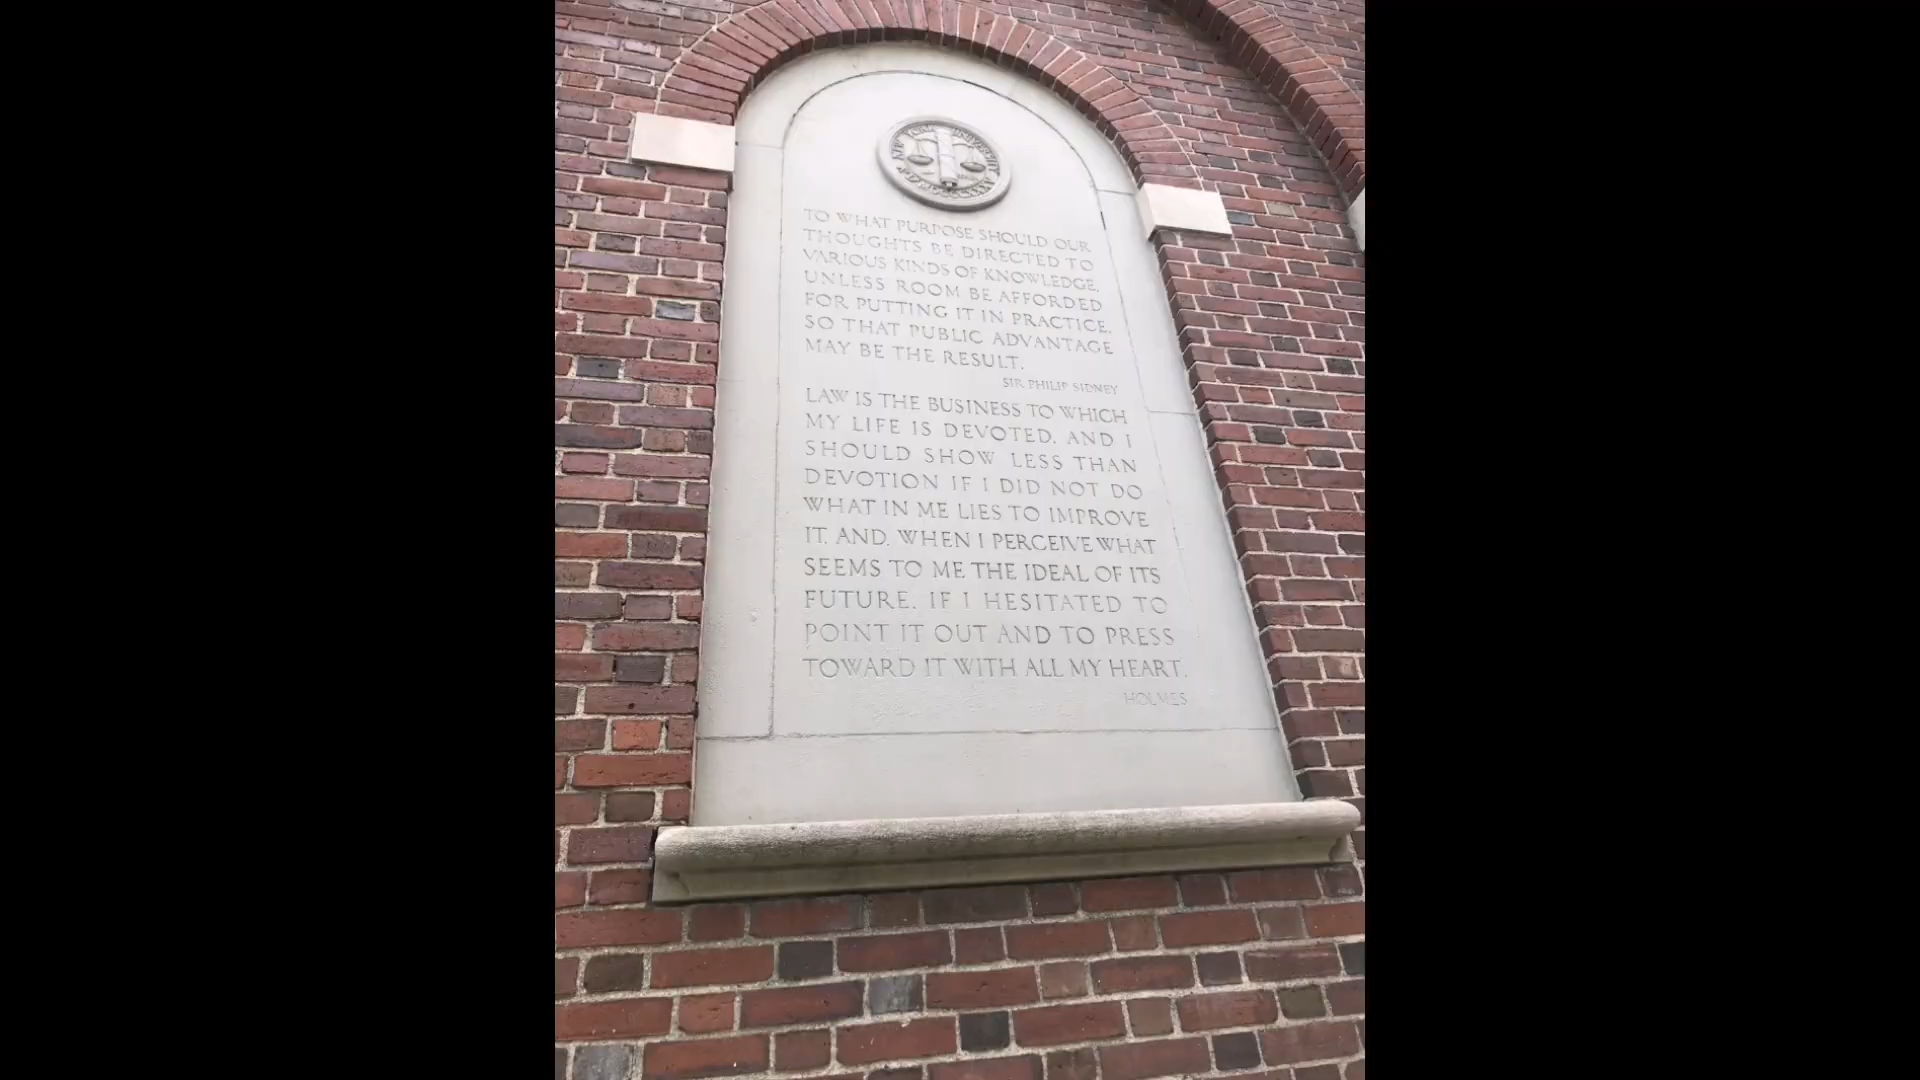 NEW YORK UNIVERSITY
TO WHAT PURPOSE SHOULD OUR
THOUGHTS BE DIRECTED TO
VARIOUS KINDS OF KNOWLEDGE,
UNLESS ROOM BE AFFORDED
FOR PUTTING IT IN PRACTICE,
SO THAT PUBLIC ADVANTAGE
MAY BE THE RESULT.
SIR PHILIP SIDNEY
LAW IS THE BUSINESS TO WHICH
MY LIFE IS DEVOTED, AND I
SHOULD SHOW LESS THAN
DEVOTION IF I DID NOT DO
WHAT IN ME LIES TO IMPROVE
IT, AND, WHEN I PERCEIVE WHAT
SEEMS TO ME THE IDEAL OF ITS
FUTURE, IF I HESITATED TO
POINT IT OUT AND TO PRESS
TOWARD IT WITH ALL MY HEART.
HOLMES